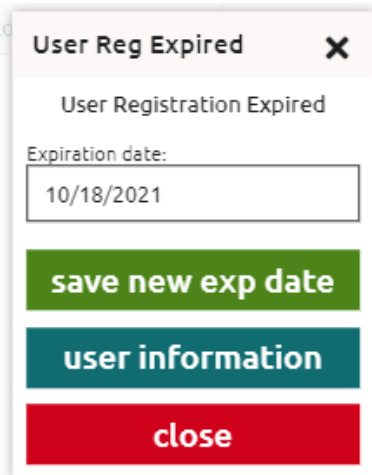 User Reg Expired
User Registration Expired
Expiration date:
10/18/2021
save new exp date
user information
close